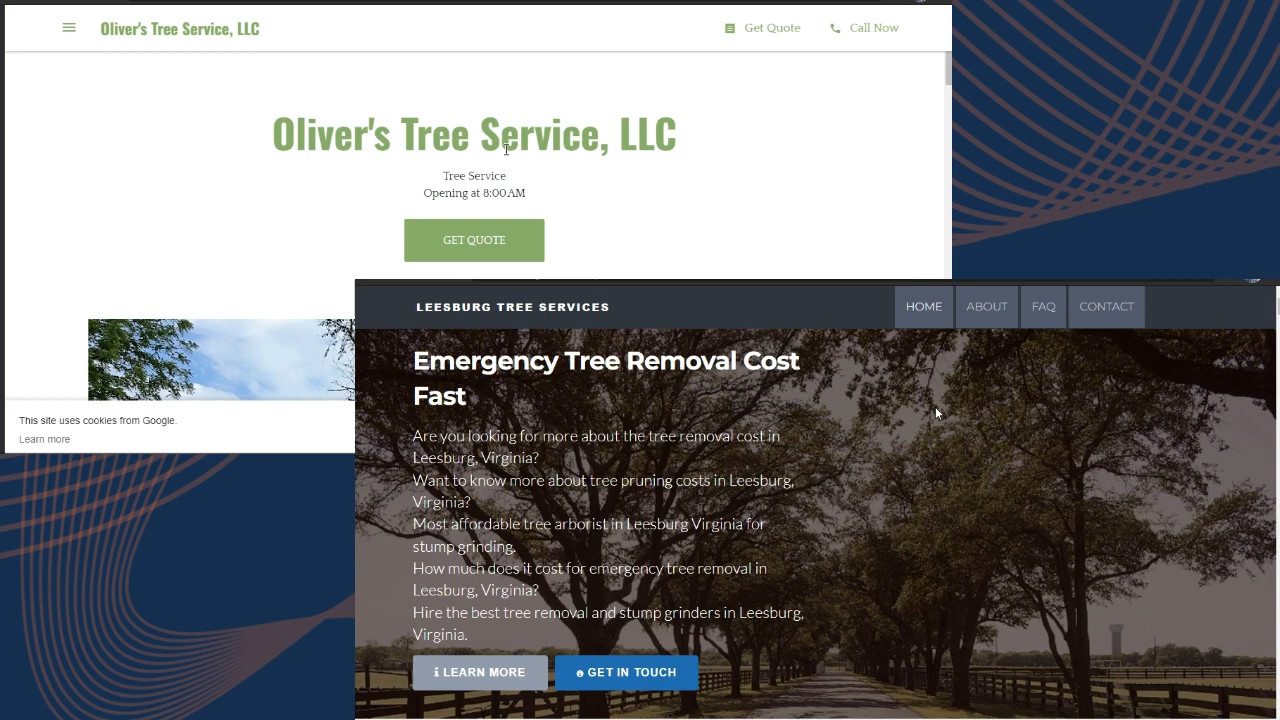 Oliver's Tree Service, LLC
Get Quote
Call Now
Oliver's Tree Service, LLC
Tree Service
Opening at 8:00 AM
GET QUOTE
This site uses cookies from Google.
Learn more
LEESBURG TREE SERVICES
HOME
ABOUT
FAQ
CONTACT
Emergency Tree Removal Cost
Fast
Are you looking for more about the tree removal cost in
Leesburg, Virginia?
Want to know more about tree pruning costs in Leesburg,
Virginia?
Most affordable tree arborist in Leesburg Virginia for
stump grinding.
How much does it cost for emergency tree removal in
Leesburg, Virginia?
Hire the best tree removal and stump grinders in Leesburg,
Virginia.
LEARN MORE
GET IN TOUCH